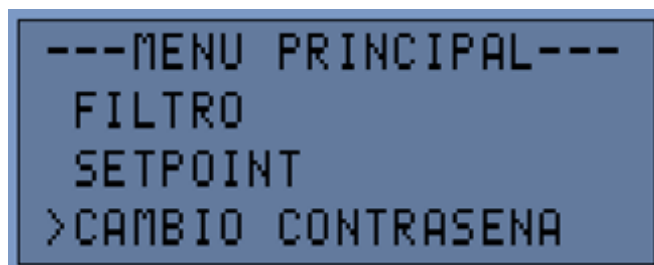 ---MENU PRINCIPAL---
FILTRO
SETPOINT
>CAMBIO CONTRASENA